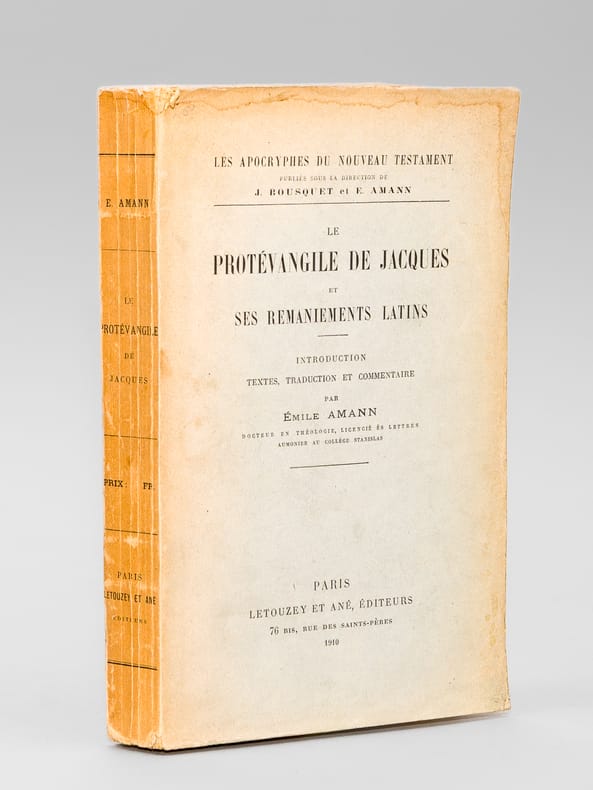 E. AMANN
LE
PROTÉVANGILE
DE
JACQUES
PRIX : FR.
PARIS
LETOUZEY ET ANÉ
ÉDITEURS
LES APOCRYPHES DU NOUVEAU TESTAMENT
PUBLIÉS SOUS LA DIRECTION DE
J. BOUSQUET et E. AMANN
LE
PROTÉVANGILE DE JACQUES
ET
SES REMANIEMENTS LATINS
INTRODUCTION
TEXTES, TRADUCTION ET COMMENTAIRE
PAR
ÉMILE AMANN
DOCTEUR EN THÉOLOGIE, LICENCIÉ ÈS LETTRES
AUMONIER AU COLLÈGE STANISLAS
PARIS
LETOUZEY ET ANÉ, ÉDITEURS
76 BIS, RUE DES SAINTS-PÈRES
1910